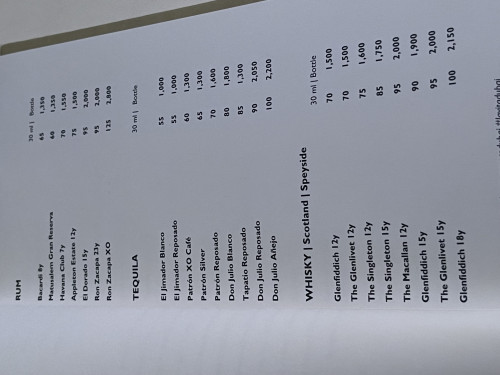 RUM 30 ml | Bottle
Bacardi 8y 65 1,350
Matusalem Gran Reserva 60 1,350
Havana Club 7y 70 1,550
Appleton Estate 12y 75 1,500
El Dorado 15y 95 2,000
Ron Zacapa 23y 95 2,000
Ron Zacapa XO 125 2,800
TEQUILA 30 ml | Bottle
El Jimador Blanco 55 1,000
El Jimador Reposado 55 1,000
Patrón XO Café 60 1,300
Patrón Silver 65 1,300
Patrón Reposado 70 1,600
Don Julio Blanco 80 1,800
Tapatio Reposado 85 1,300
Don Julio Reposado 90 2,050
Don Julio Añejo 100 2,200
WHISKY | Scotland | Speyside 30 ml | Bottle
Glenfiddich 12y 70 1,500
The Glenlivet 12y 70 1,500
The Singleton 12y 75 1,600
The Singleton 15y 85 1,750
The Macallan 12y 95 2,000
Glenfiddich 15y 90 1,900
The Glenlivet 15y 95 2,000
Glenfiddich 18y 100 2,150